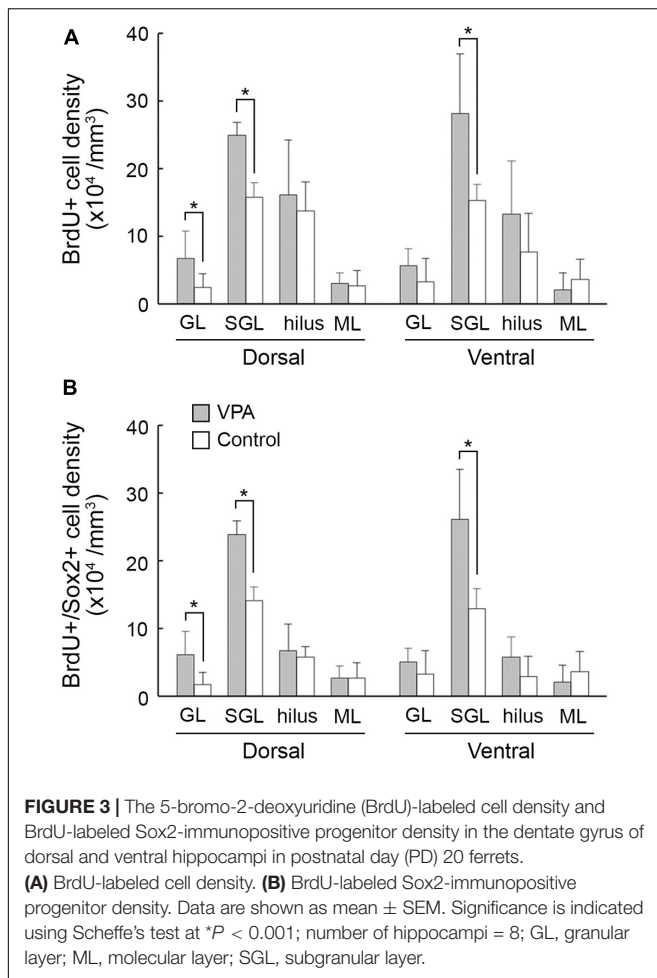 A
BrdU+ cell density
(x10⁴ /mm³)
40
30
20
10
0
*
*
*
GL SGL hilus ML GL SGL hilus ML
Dorsal Ventral
B
VPA
Control
BrdU+/Sox2+ cell density
(x10⁴ /mm³)
40
30
20
10
0
*
*
*
GL SGL hilus ML GL SGL hilus ML
Dorsal Ventral
FIGURE 3 | The 5-bromo-2-deoxyuridine (BrdU)-labeled cell density and
BrdU-labeled Sox2-immunopositive progenitor density in the dentate gyrus of
dorsal and ventral hippocampi in postnatal day (PD) 20 ferrets.
(A) BrdU-labeled cell density. (B) BrdU-labeled Sox2-immunopositive
progenitor density. Data are shown as mean ± SEM. Significance is indicated
using Scheffe's test at *P < 0.001; number of hippocampi = 8; GL, granular
layer; ML, molecular layer; SGL, subgranular layer.